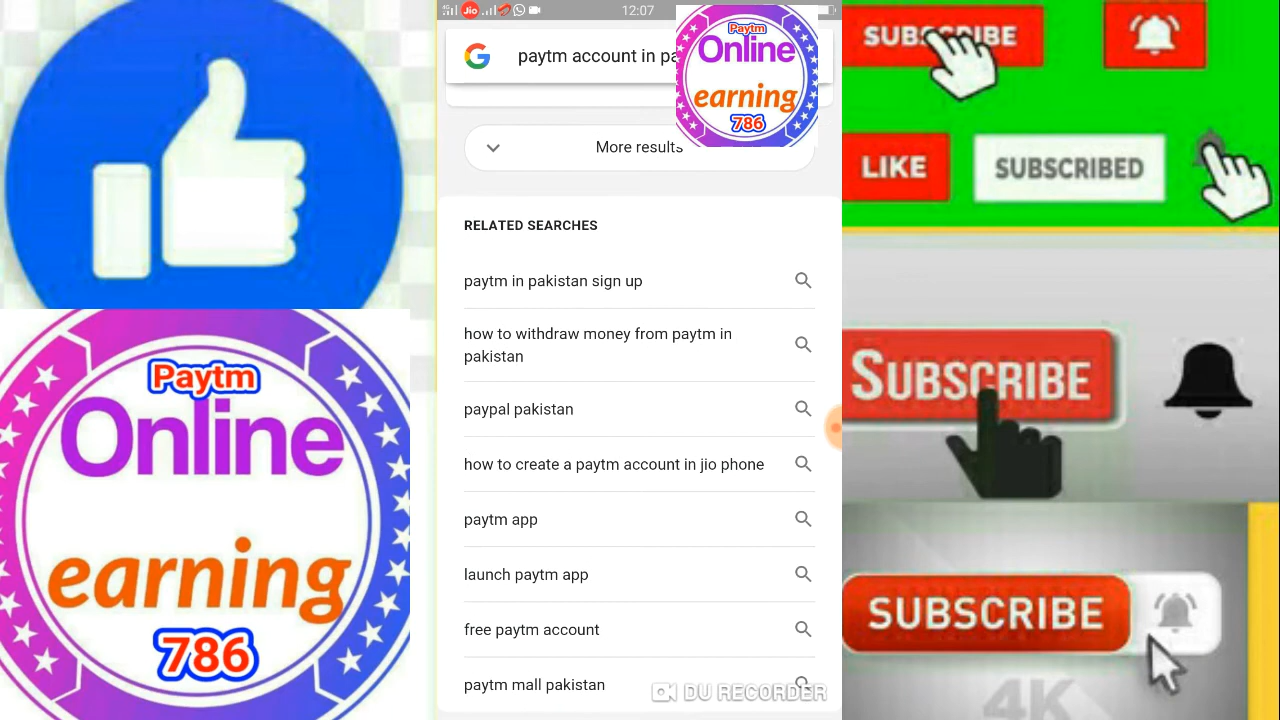 Paytm
Online
earning
786
Jio
12:07
paytm account in pa
Paytm
Online
earning
786
More results
RELATED SEARCHES
paytm in pakistan sign up
how to withdraw money from paytm in
pakistan
paypal pakistan
how to create a paytm account in jio phone
paytm app
launch paytm app
free paytm account
paytm mall pakistan
DU RECORDER
SUBSCRIBE
LIKE
SUBSCRIBED
SUBSCRIBE
SUBSCRIBE
4K